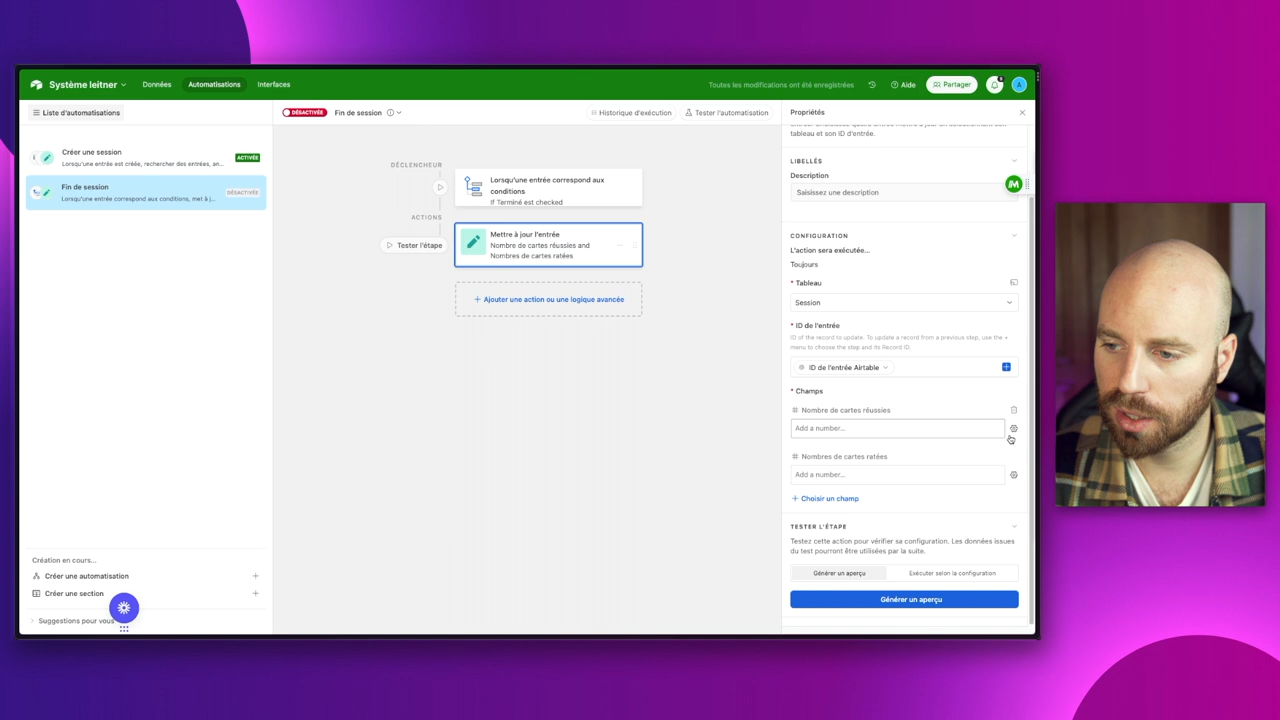 Système leitner
Données
Automatisations
Interfaces
Toutes les modifications ont été enregistrées
Aide
Partager
A
Liste d'automatisations
DÉSACTIVÉE
Fin de session
Historique d'exécution
Tester l'automatisation
Propriétés
tableau et son ID d'entrée.
Créer une session
Lorsqu'une entrée est créée, rechercher des entrées, an...
ACTIVÉE
Fin de session
Lorsqu'une entrée correspond aux conditions, met à j...
DÉSACTIVÉE
DÉCLENCHEUR
Lorsqu'une entrée correspond aux
conditions
If Terminé est checked
ACTIONS
Tester l'étape
Mettre à jour l'entrée
Nombre de cartes réussies and
Nombres de cartes ratées
Ajouter une action ou une logique avancée
LIBELLÉS
Description
Saisissez une description
CONFIGURATION
L'action sera exécutée...
Toujours
* Tableau
Session
* ID de l'entrée
ID of the record to update. To update a record from a previous step, use the +
menu to choose the step and its Record ID.
ID de l'entrée Airtable
* Champs
Nombre de cartes réussies
Add a number...
Nombres de cartes ratées
Add a number...
+ Choisir un champ
TESTER L'ÉTAPE
Testez cette action pour vérifier sa configuration. Les données issues
du test pourront être utilisées par la suite.
Générer un aperçu
Exécuter selon la configuration
Générer un aperçu
Création en cours...
Créer une automatisation
Créer une section
Suggestions pour vous